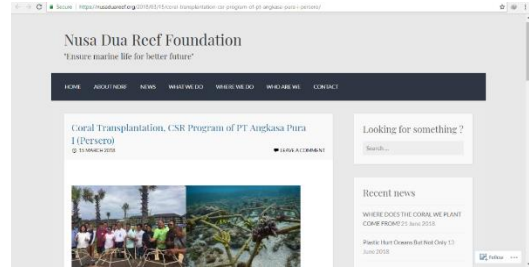 Secure | https://nusaduareef.org/2018/03/15/coral-transplantation-csr-program-of-pt-angkasa-pura-i-persero/
Nusa Dua Reef Foundation
"Ensure marine life for better future"
HOME ABOUT NDRF NEWS WHAT WE DO WHERE WE DO WHO ARE WE CONTACT
Coral Transplantation, CSR Program of PT Angkasa Pura
I (Persero)
15 MARCH 2018 LEAVE A COMMENT
Looking for something ?
Search ...
Recent news
WHERE DOES THE CORAL WE PLANT
COME FROM? 21 June 2018
Plastic Hurt Oceans But Not Only 13
June 2018
Follow ...